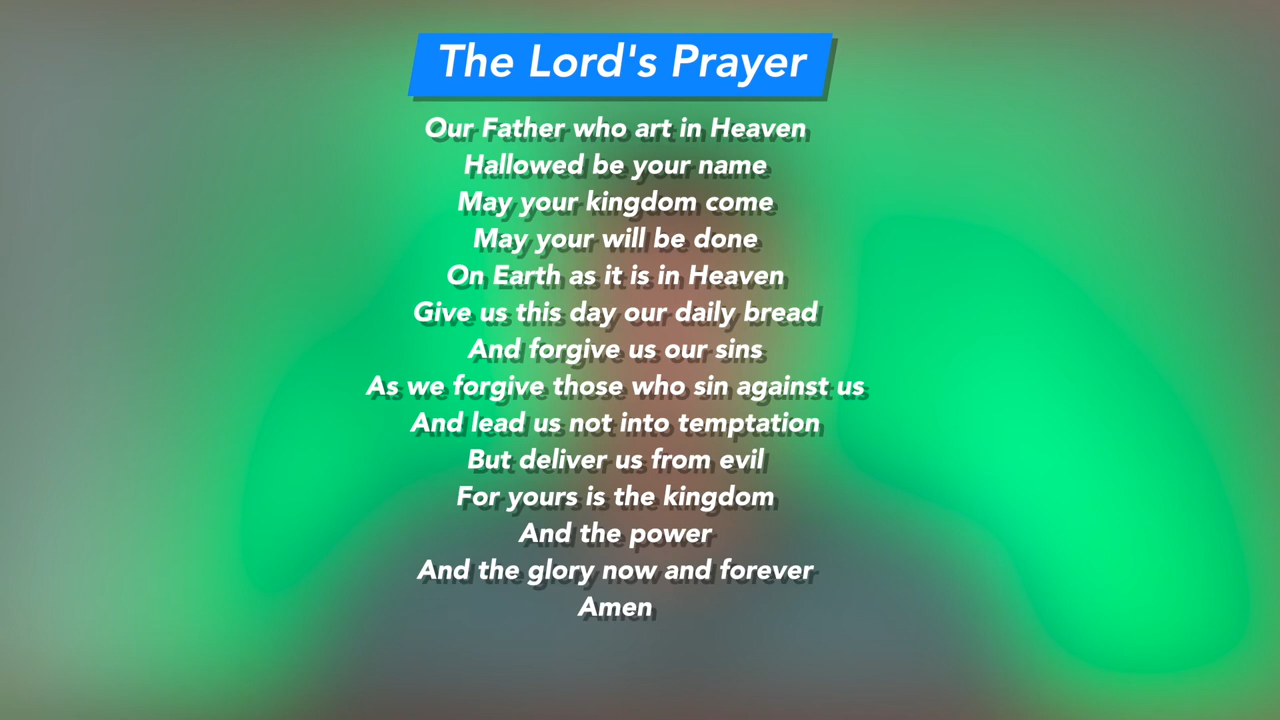 The Lord's Prayer
Our Father who art in Heaven
Hallowed be your name
May your kingdom come
May your will be done
On Earth as it is in Heaven
Give us this day our daily bread
And forgive us our sins
As we forgive those who sin against us
And lead us not into temptation
But deliver us from evil
For yours is the kingdom
And the power
And the glory now and forever
Amen